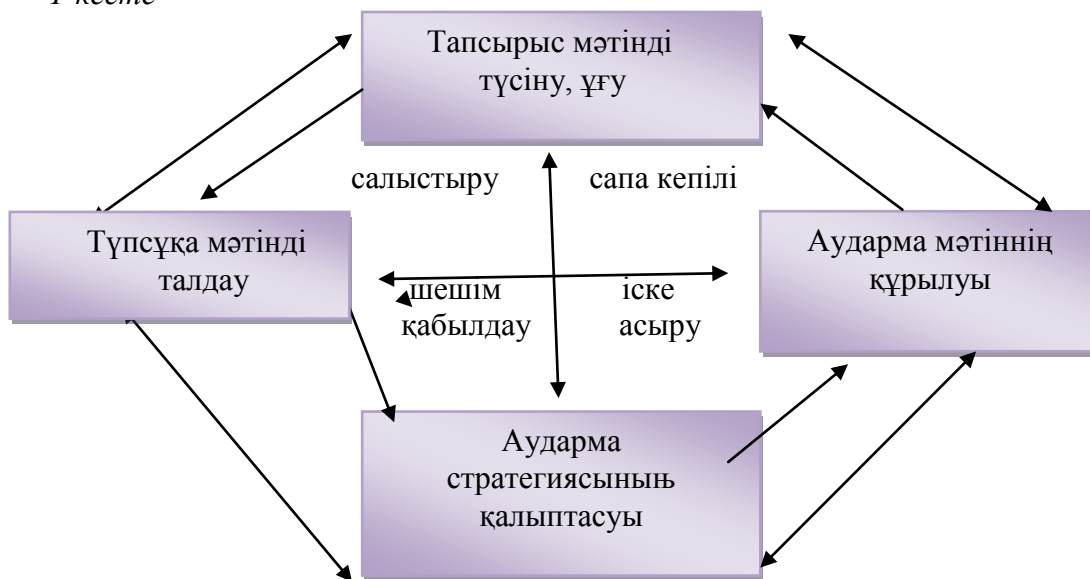 1-кесте
Тапсырыс мәтінді
түсіну, ұғу
салыстыру сапа кепілі
Түпсұқа мәтінді
талдау
Аударма мәтіннің
құрылуы
шешім іске
қабылдау асыру
Аударма
стратегиясының
қалыптасуы